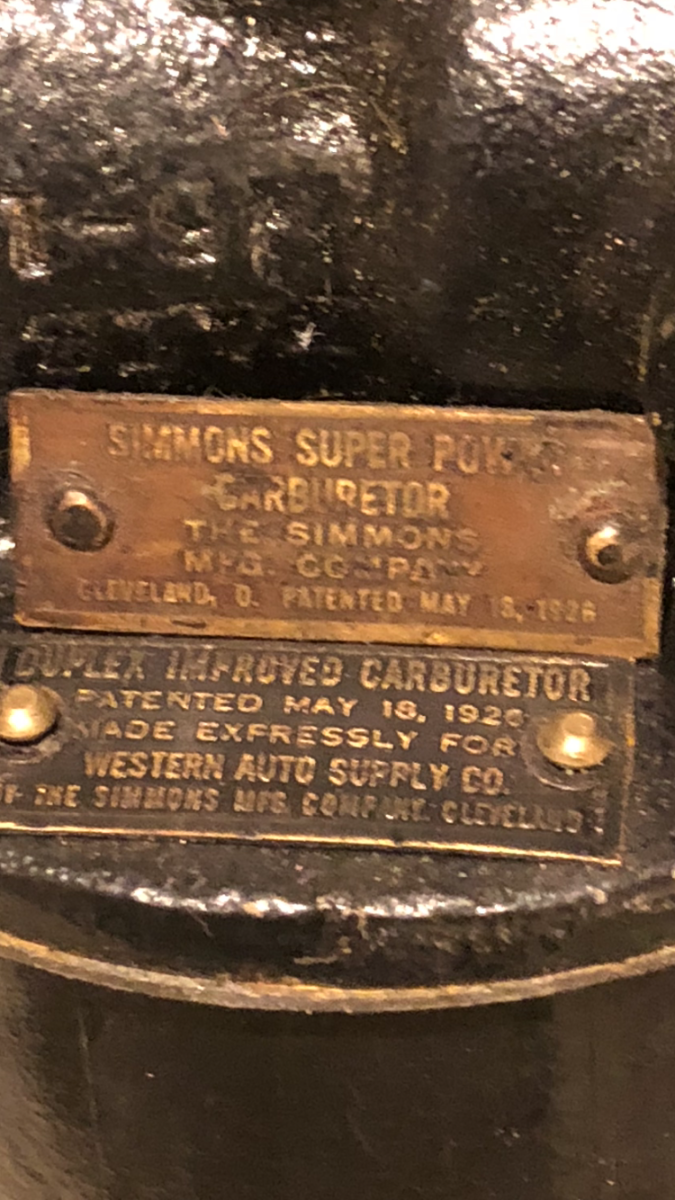 SIMMONS SUPER POWER
CARBURETOR
THE SIMMONS
MFG. COMPANY
CLEVELAND, O. PATENTED MAY 18, 1926
DUPLEX IMPROVED CARBURETOR
PATENTED MAY 18, 1926
MADE EXPRESSLY FOR
WESTERN AUTO SUPPLY CO.
THE SIMMONS MFG. COMPANY. CLEVELAND